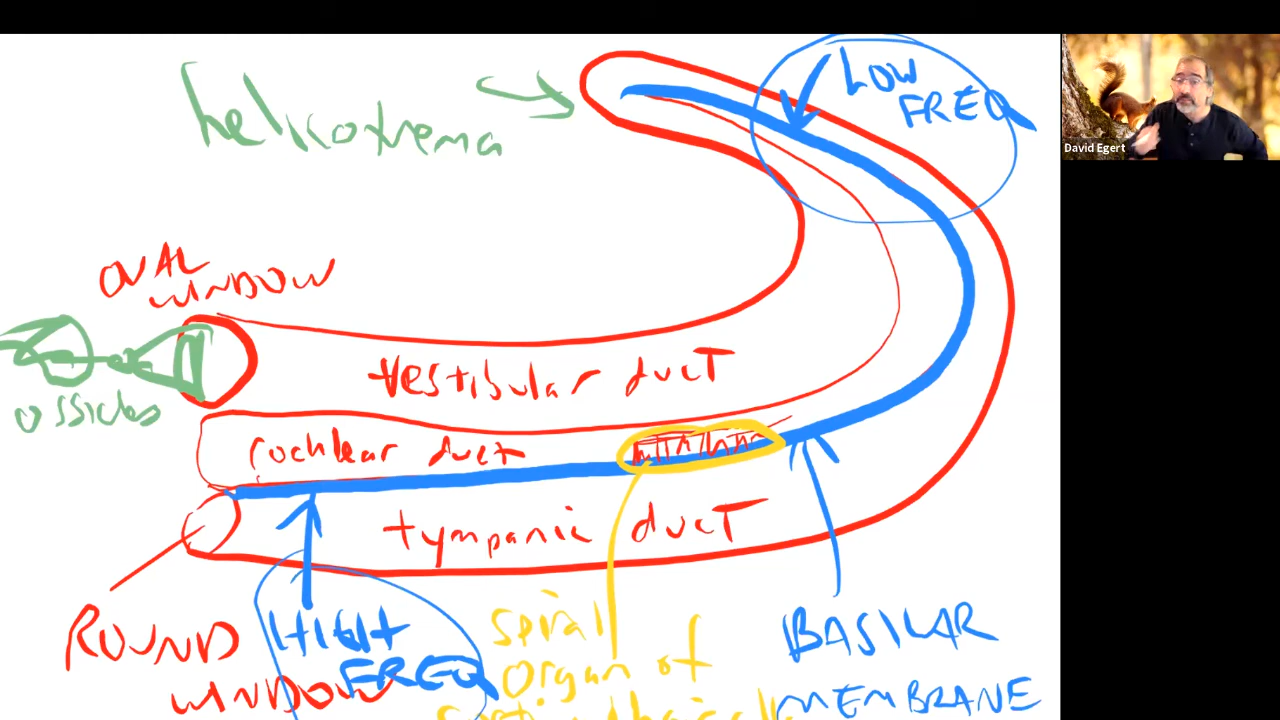 helicotrema
LOW
FREQ
David Egert
OVAL
WINDOW
ossicles
vestibular duct
cochlear duct
tympanic duct
ROUND
WINDOW
HIGH
FREQ
spiral
organ of
BASILAR
MEMBRANE